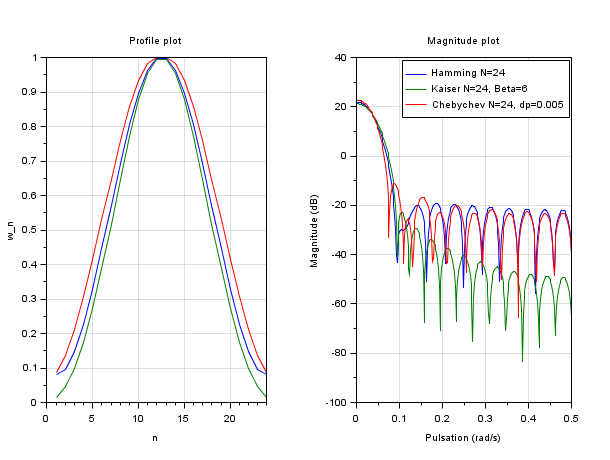 Profile plot
1
0.9
0.8
0.7
0.6
0.5
0.4
0.3
0.2
0.1
0
w_n
0 5 10 15 20
n
Magnitude plot
Hamming N=24
Kaiser N=24, Beta=6
Chebychev N=24, dp=0.005
40
20
0
-20
-40
-60
-80
-100
Magnitude (dB)
0 0.1 0.2 0.3 0.4 0.5
Pulsation (rad/s)